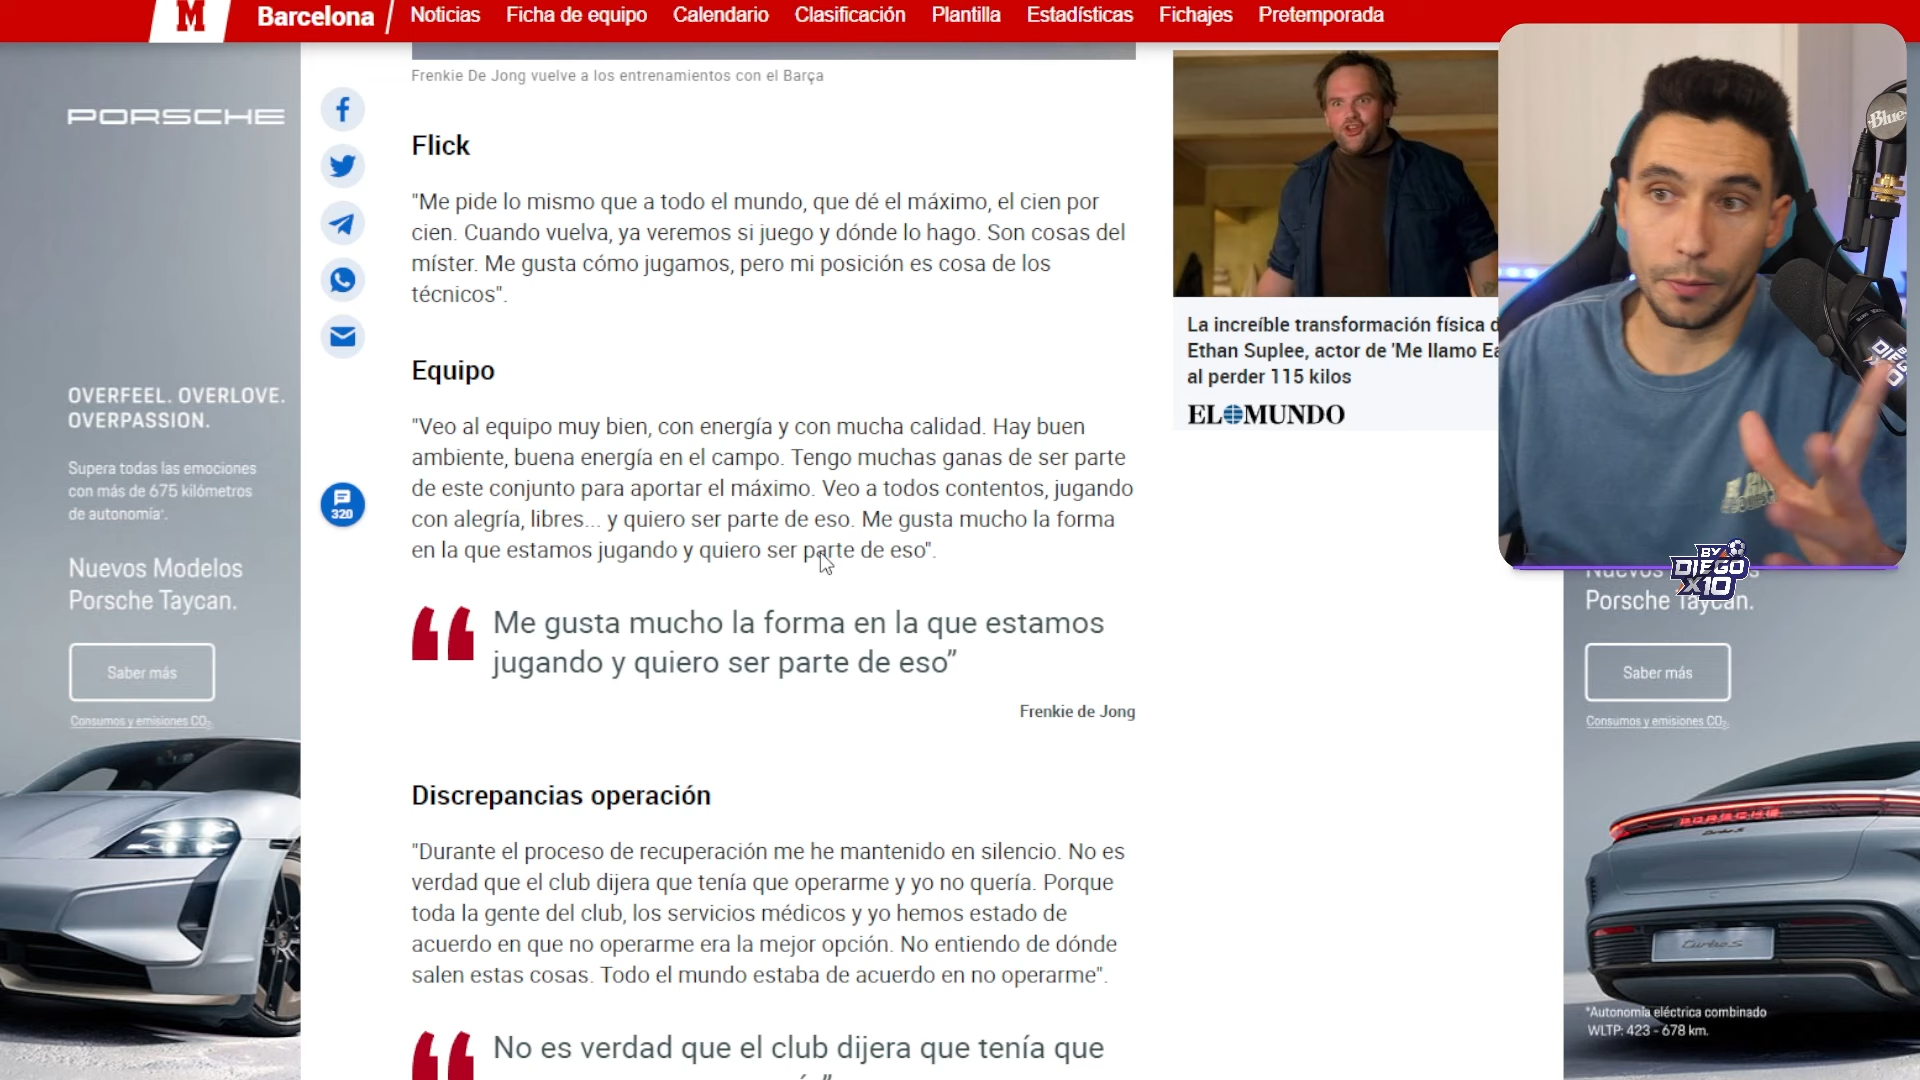 M
Barcelona
Noticias
Ficha de equipo
Calendario
Clasificación
Plantilla
Estadísticas
Fichajes
Pretemporada
PORSCHE
OVERFEEL. OVERLOVE.
OVERPASSION.
Supera todas las emociones
con más de 675 kilómetros
de autonomía*.
Nuevos Modelos
Porsche Taycan.
Saber más
Consumos y emisiones CO₂.
320
Frenkie De Jong vuelve a los entrenamientos con el Barça
Flick
"Me pide lo mismo que a todo el mundo, que dé el máximo, el cien por
cien. Cuando vuelva, ya veremos si juego y dónde lo hago. Son cosas del
míster. Me gusta cómo jugamos, pero mi posición es cosa de los
técnicos".
Equipo
"Veo al equipo muy bien, con energía y con mucha calidad. Hay buen
ambiente, buena energía en el campo. Tengo muchas ganas de ser parte
de este conjunto para aportar el máximo. Veo a todos contentos, jugando
con alegría, libres... y quiero ser parte de eso. Me gusta mucho la forma
en la que estamos jugando y quiero ser parte de eso".
“Me gusta mucho la forma en la que estamos
jugando y quiero ser parte de eso”
Frenkie de Jong
Discrepancias operación
"Durante el proceso de recuperación me he mantenido en silencio. No es
verdad que el club dijera que tenía que operarme y yo no quería. Porque
toda la gente del club, los servicios médicos y yo hemos estado de
acuerdo en que no operarme era la mejor opción. No entiendo de dónde
salen estas cosas. Todo el mundo estaba de acuerdo en no operarme".
“No es verdad que el club dijera que tenía que
La increíble transformación física d
Ethan Suplee, actor de 'Me llamo Ea
al perder 115 kilos
EL MUNDO
Blue
BY
DIEGO
X10
BY
DIEGO
X10
Nuevos
Porsche Taycan.
Saber más
Consumos y emisiones CO₂.
PORSCHE
Turbo S
turbo S
*Autonomía eléctrica combinado
WLTP: 423 - 678 km.